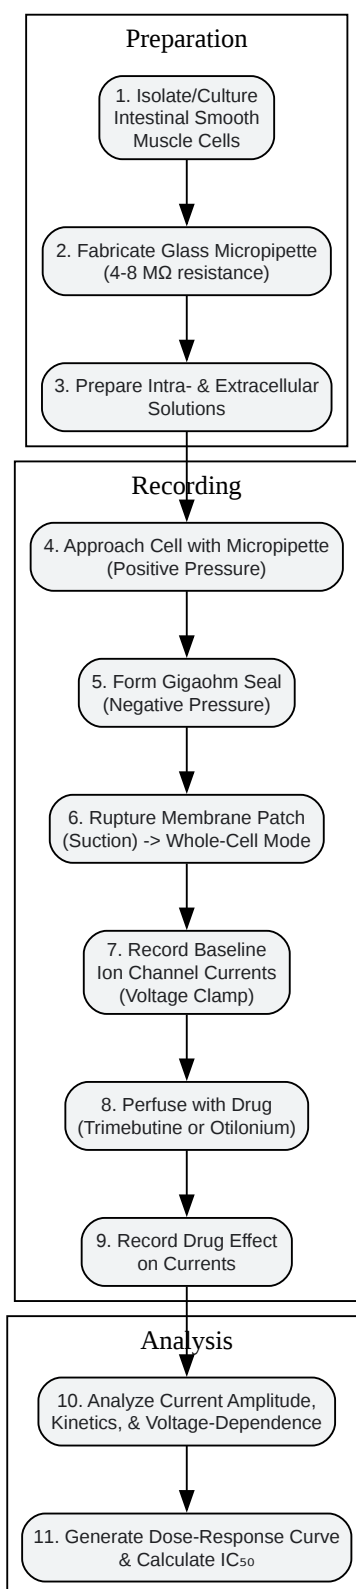 Preparation
1. Isolate/Culture
Intestinal Smooth
Muscle Cells
2. Fabricate Glass Micropipette
(4-8 MΩ resistance)
3. Prepare Intra- & Extracellular
Solutions
Recording
4. Approach Cell with Micropipette
(Positive Pressure)
5. Form Gigaohm Seal
(Negative Pressure)
6. Rupture Membrane Patch
(Suction) -> Whole-Cell Mode
7. Record Baseline
Ion Channel Currents
(Voltage Clamp)
8. Perfuse with Drug
(Trimebutine or Otilonium)
9. Record Drug Effect
on Currents
Analysis
10. Analyze Current Amplitude,
Kinetics, & Voltage-Dependence
11. Generate Dose-Response Curve
& Calculate IC₅₀